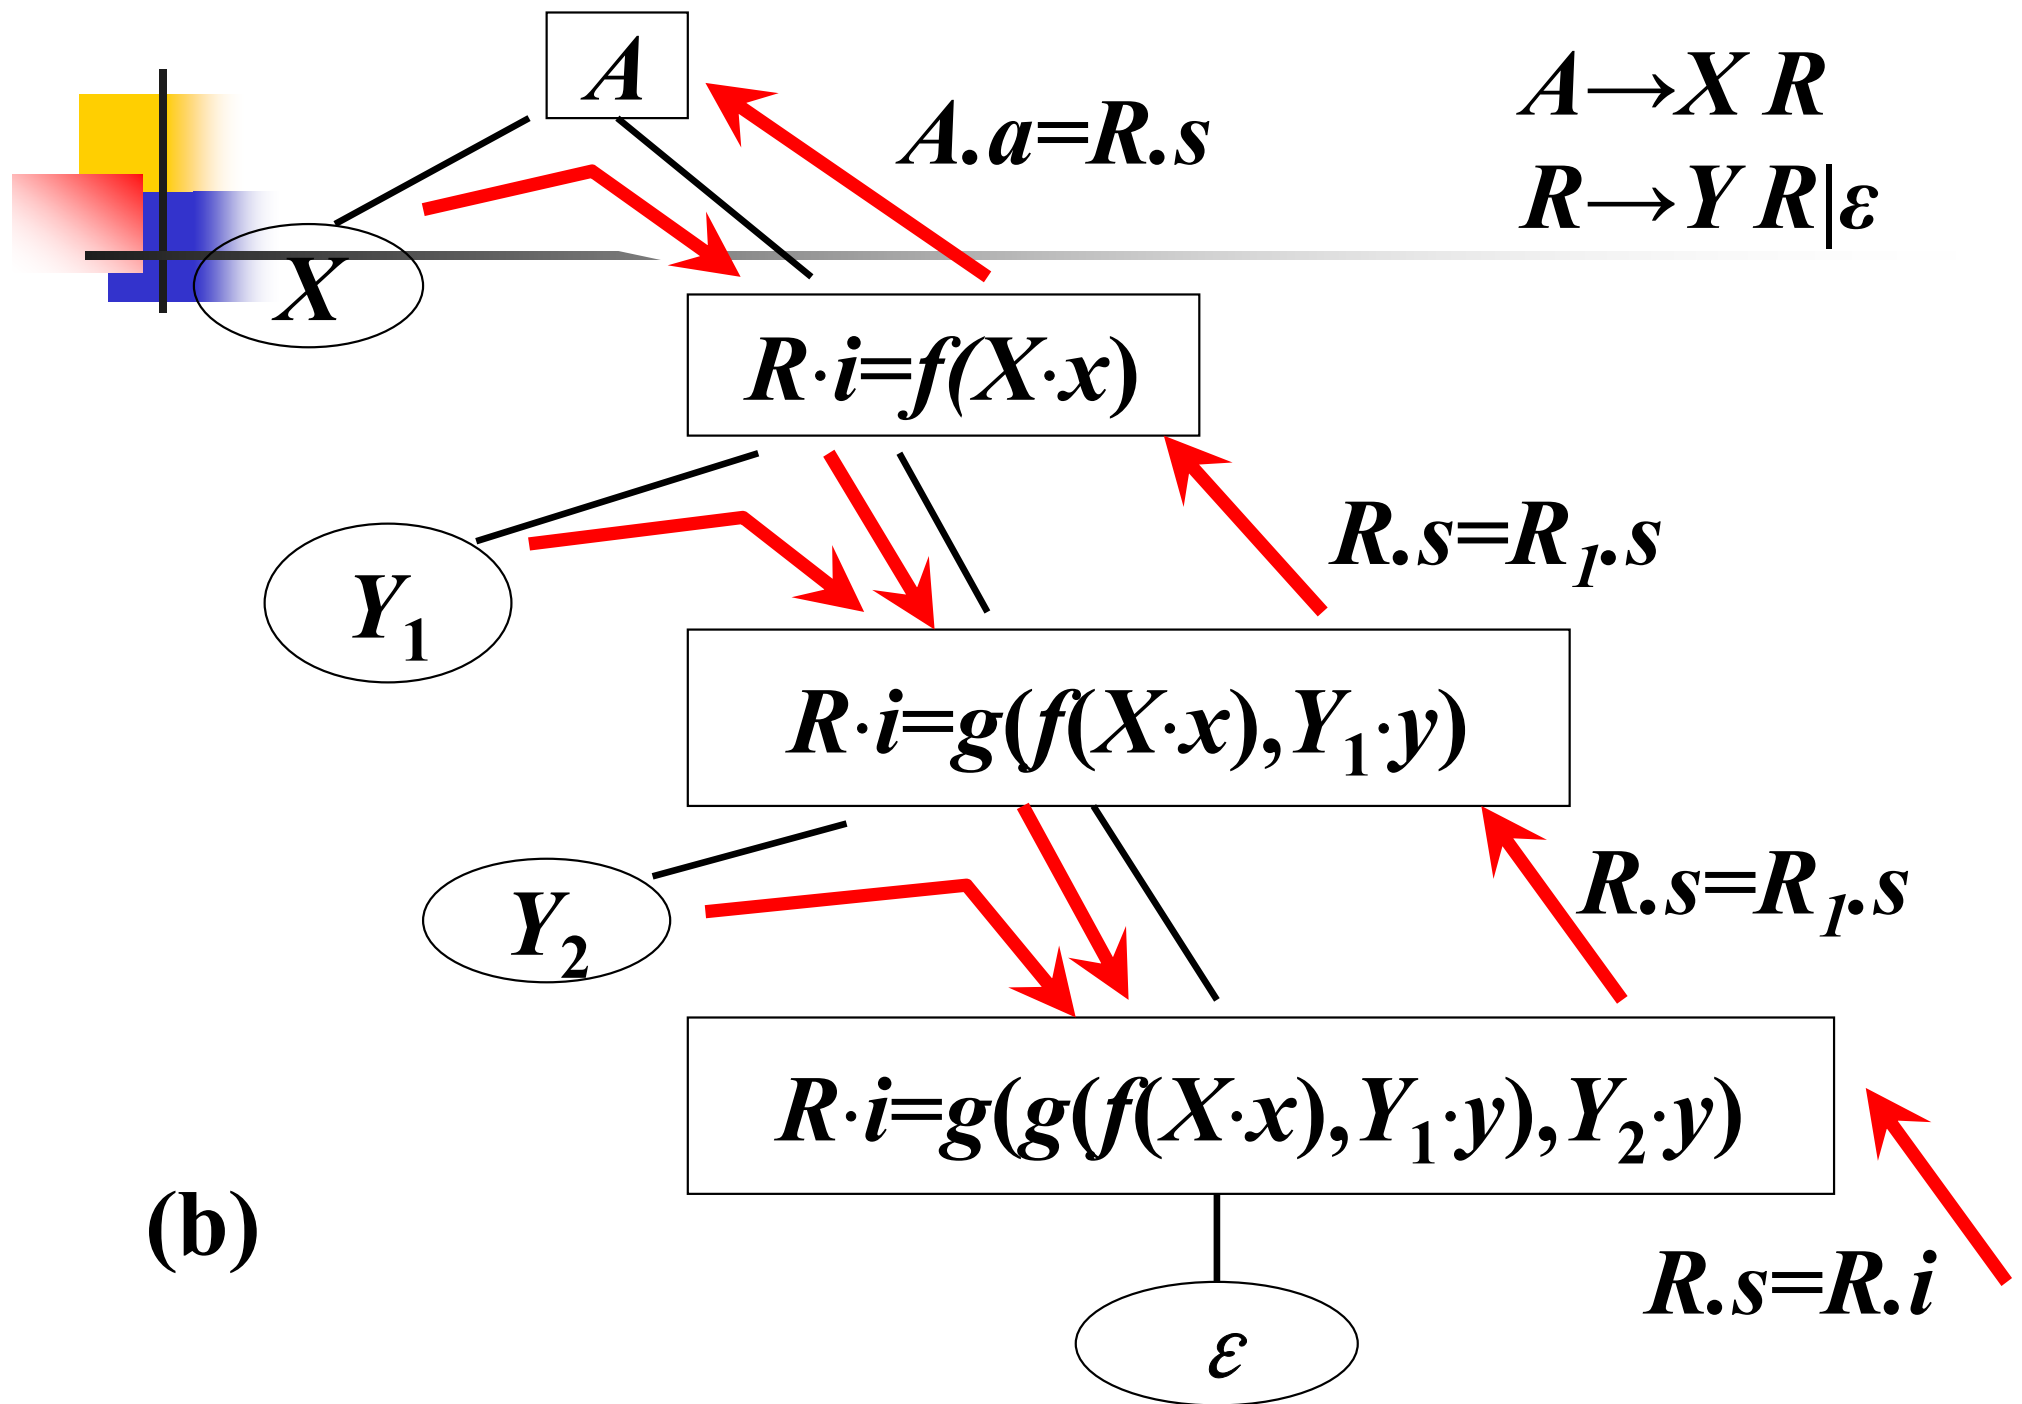 A
A.a=R.s
A→X R
R→Y R|ε
X
R·i=f(X·x)
R.s=R₁.s
Y₁
R·i=g(f(X·x),Y₁·y)
R.s=R₁.s
Y₂
R·i=g(g(f(X·x),Y₁·y),Y₂·y)
(b)
R.s=R.i
ε